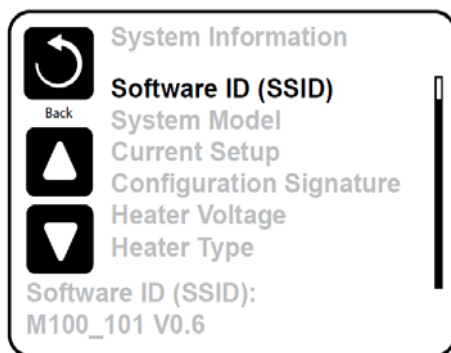 System Information
Software ID (SSID)
Back
System Model
Current Setup
Configuration Signature
Heater Voltage
Heater Type
Software ID (SSID):
M100_101 V0.6